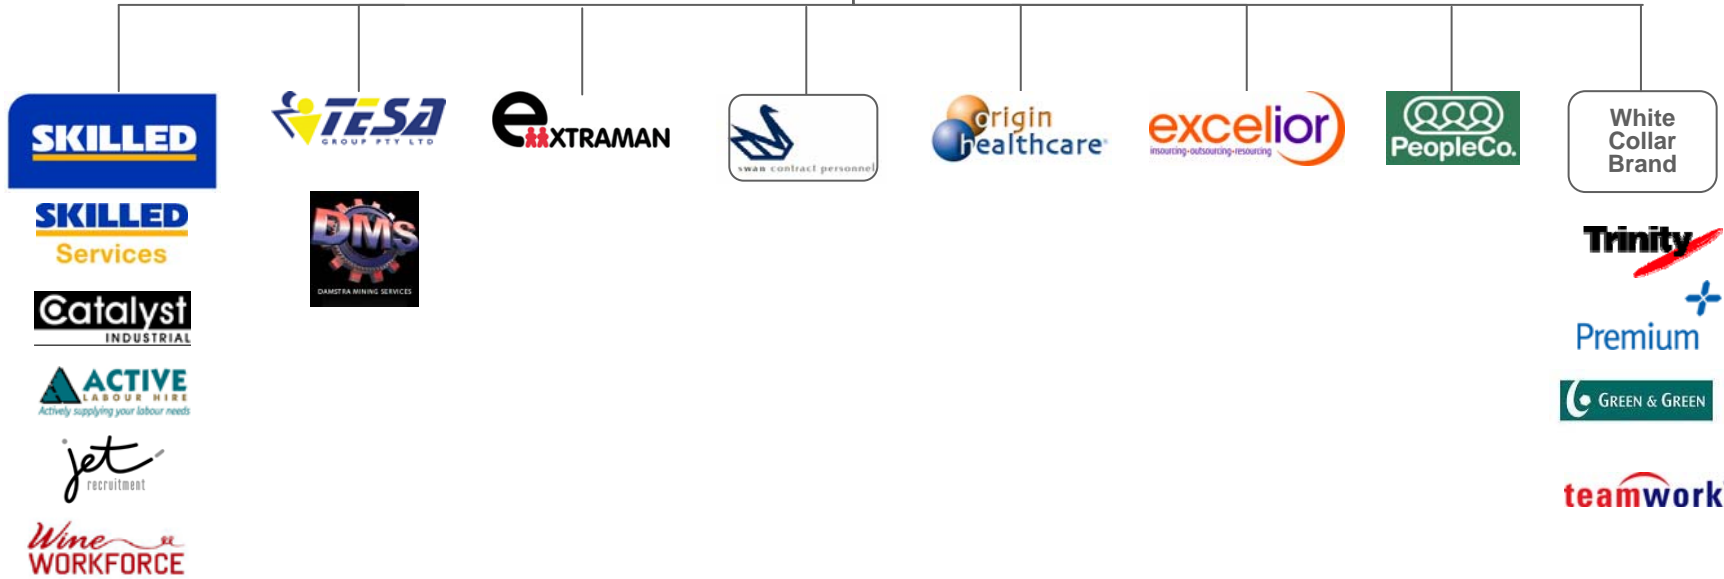 SKILLED
SKILLED
Services
Catalyst
INDUSTRIAL
ACTIVE
LABOUR HIRE
Actively supplying your labour needs
jet
recruitment
Wine
WORKFORCE
TESA
GROUP PTY LTD
DMS
DAMSTRA MINING SERVICES
eXTRAMAN
swan contract personnel
origin
healthcare
excelior
insourcing-outsourcing-resourcing
PeopleCo.
White
Collar
Brand
Trinity
Premium
GREEN & GREEN
teamwork